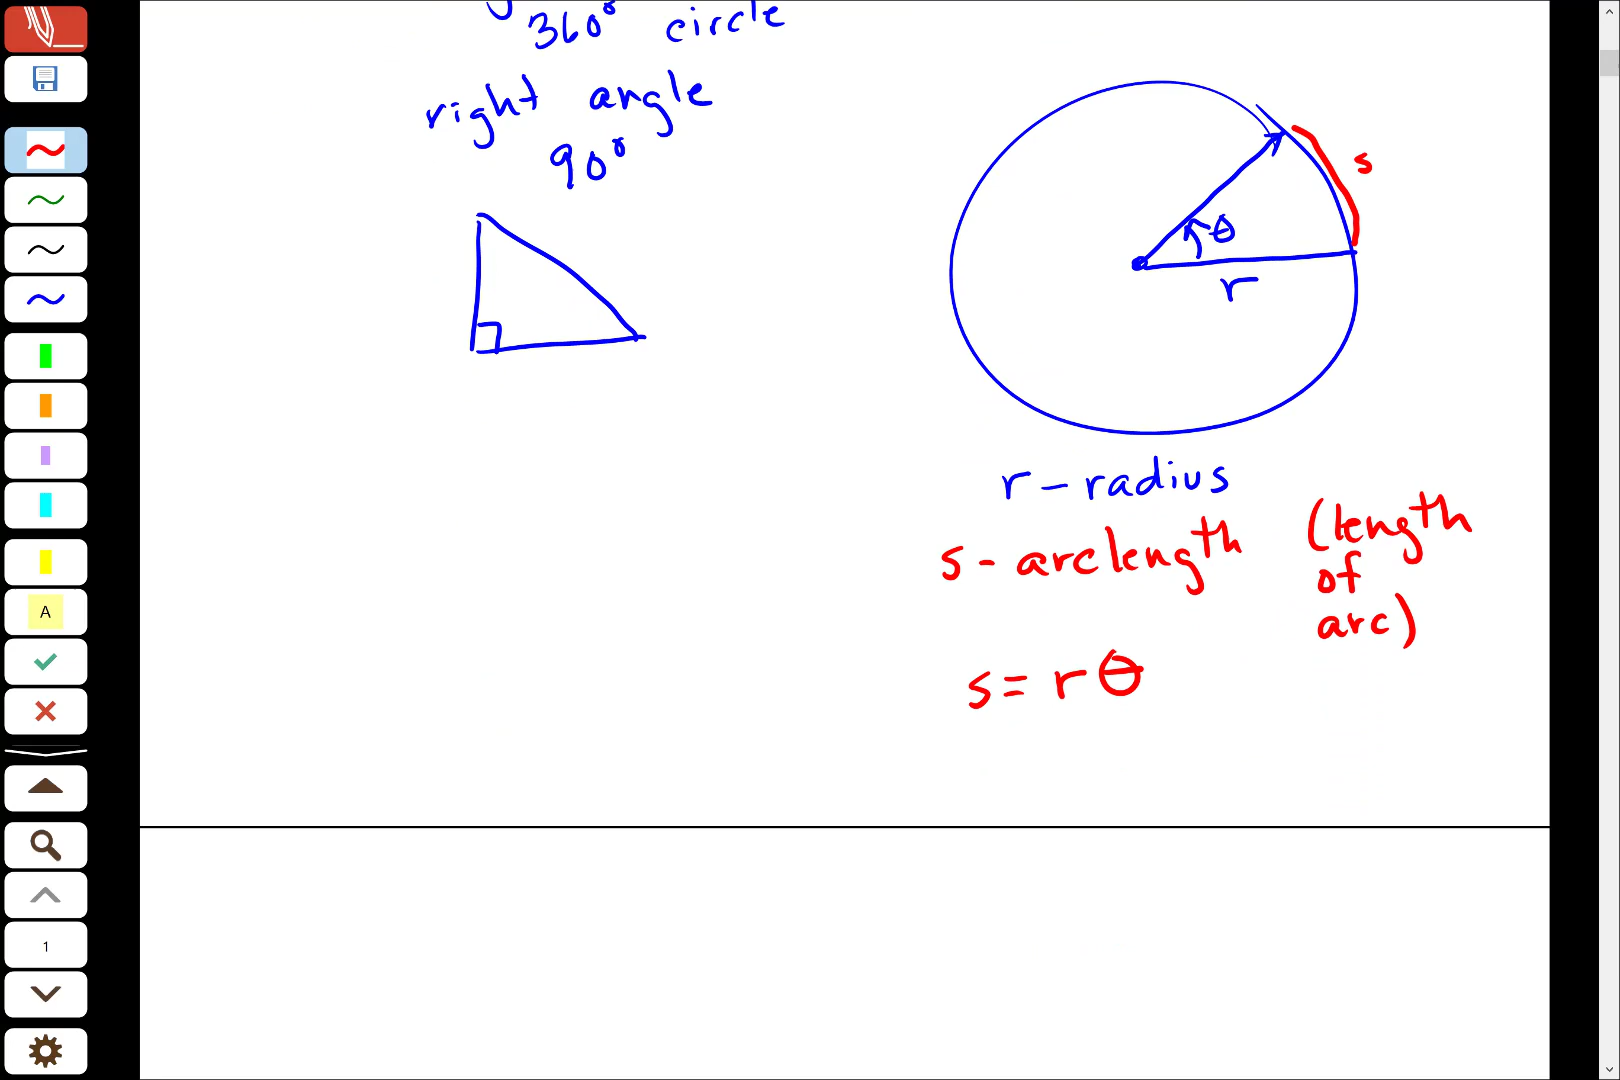 360° circle
right angle
90°
s
θ
r
r - radius
s - arclength (length
of
arc)
s = rθ
A
1